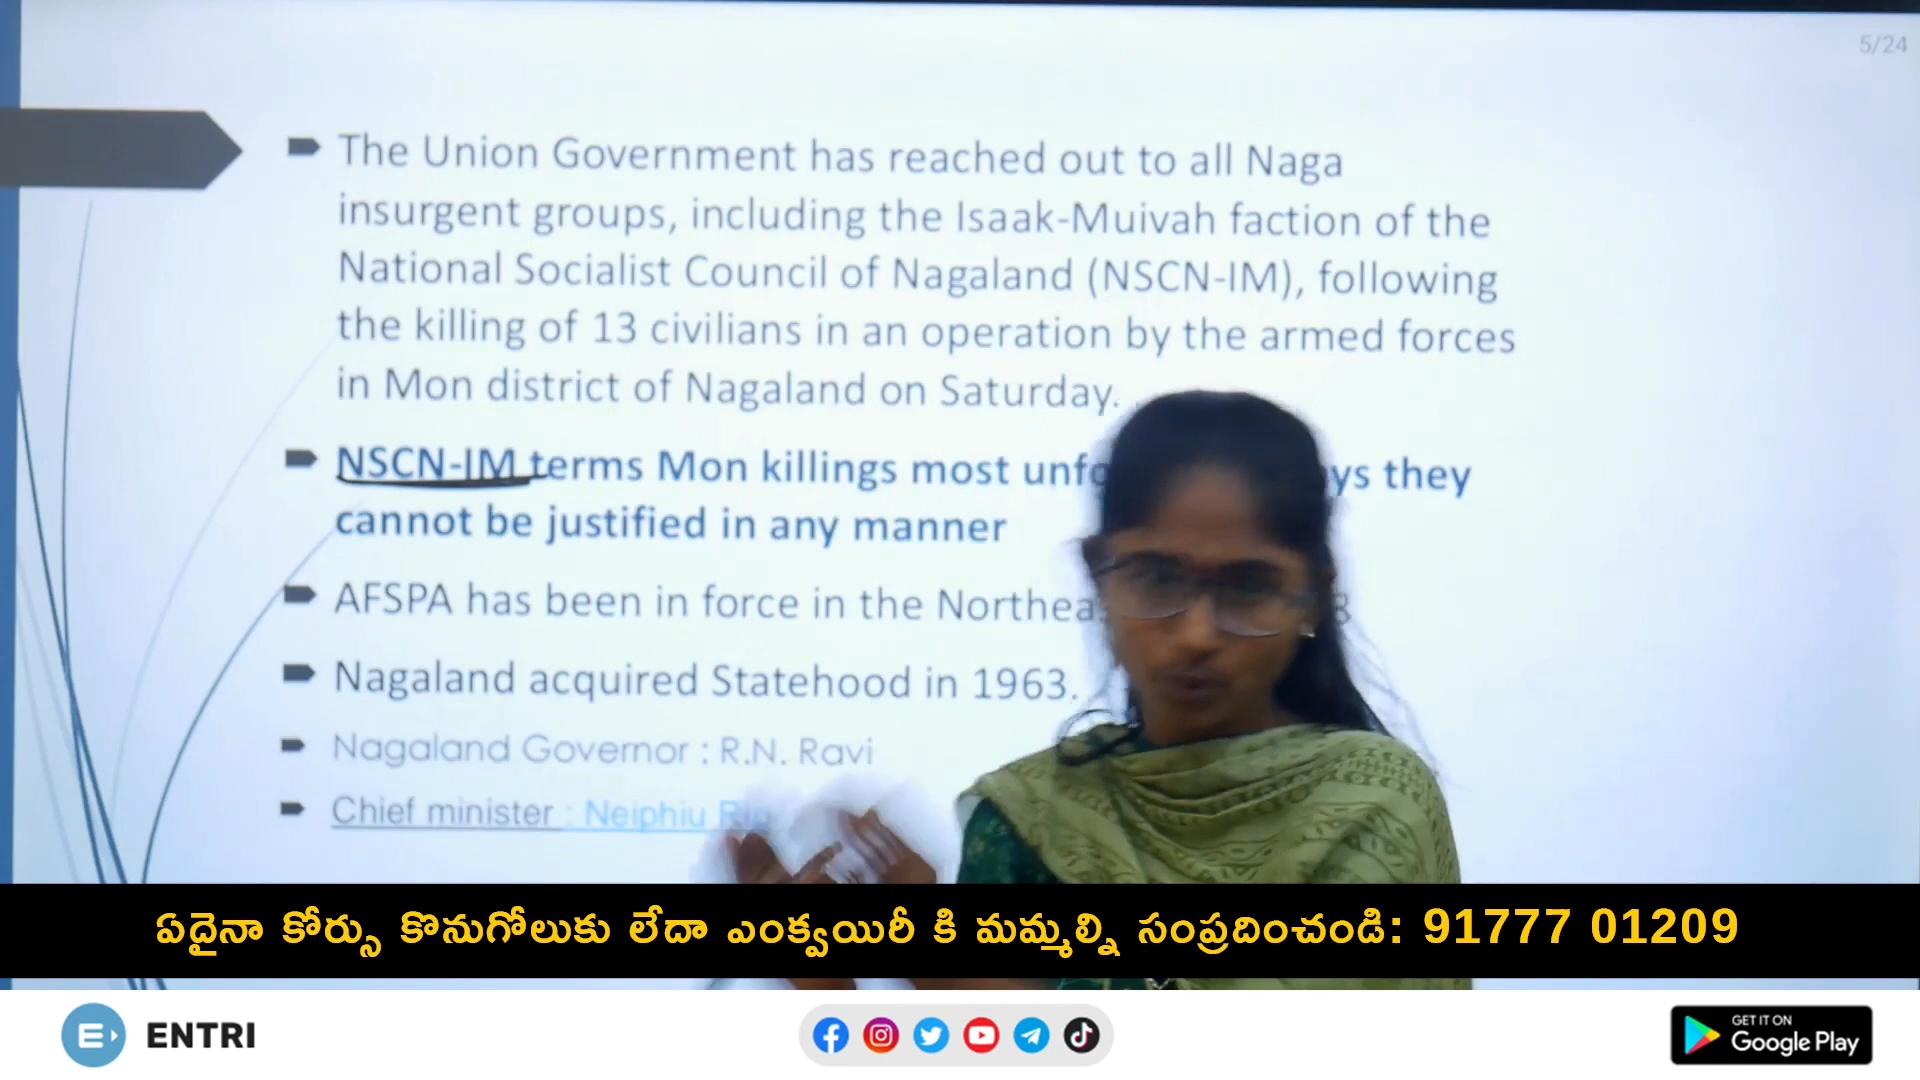 5/24
The Union Government has reached out to all Naga
insurgent groups, including the Isaak-Muivah faction of the
National Socialist Council of Nagaland (NSCN-IM), following
the killing of 13 civilians in an operation by the armed forces
in Mon district of Nagaland on Saturday.
NSCN-IM terms Mon killings most they
cannot be justified in any manner
AFSPA has been in force in the
Nagaland acquired Statehood in 1963.
Nagaland Governor : R.N. Ravi
Chief minister : Neiphiu
ఏదైనా కోర్సు కొనుగోలుకు లేదా ఎంక్వయిరీ కి మమ్మల్ని సంప్రదించండి: 91777 01209
ENTRI
GET IT ON
Google Play